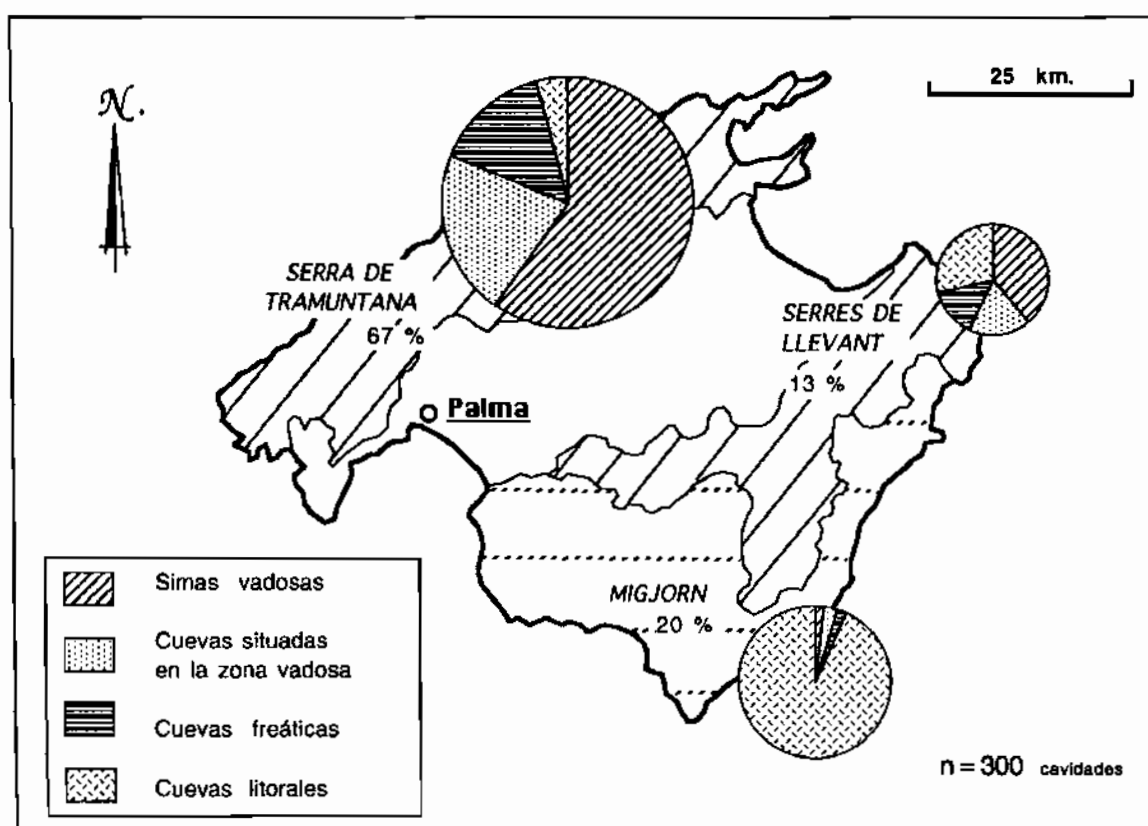 N.
25 km.
SERRA DE
TRAMUNTANA
67 %
SERRES DE
LLEVANT
13 %
Palma
MIGJORN
20 %
Simas vadosas
Cuevas situadas
en la zona vadosa
Cuevas freáticas
Cuevas litorales
n = 300 cavidades